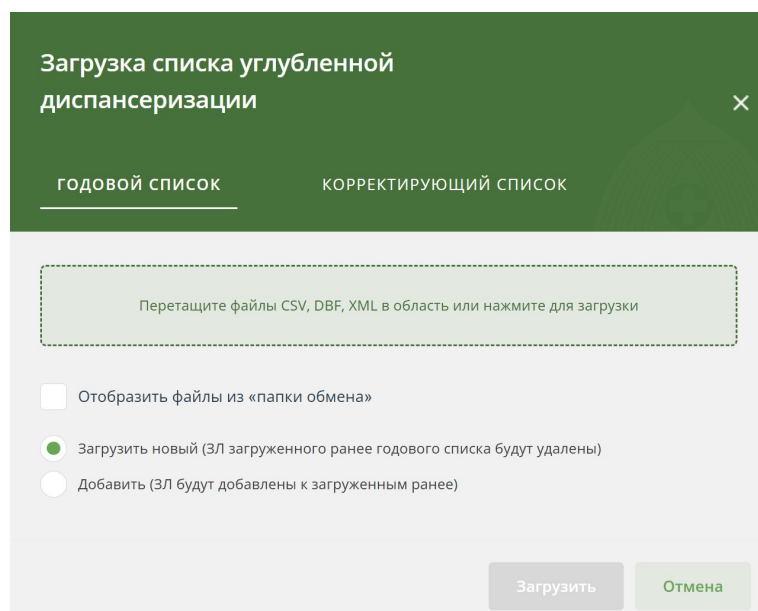 Загрузка списка углубленной
диспансеризации
ГОДОВОЙ СПИСОК
КОРРЕКТИРУЮЩИЙ СПИСОК
Перетащите файлы CSV, DBF, XML в область или нажмите для загрузки
Отобразить файлы из «папки обмена»
Загрузить новый (ЗЛ загруженного ранее годового списка будут удалены)
Добавить (ЗЛ будут добавлены к загруженным ранее)
Загрузить
Отмена